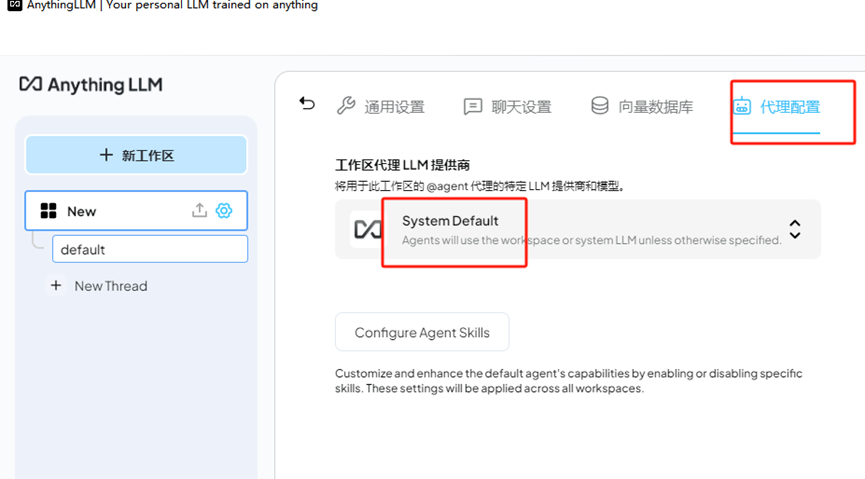 AnythingLLM | Your personal LLM trained on anything
Anything LLM
通用设置
聊天设置
向量数据库
代理配置
+ 新工作区
New
default
+ New Thread
工作区代理 LLM 提供商
将用于此工作区的 @agent 代理的特定 LLM 提供商和模型。
System Default
Agents will use the workspace or system LLM unless otherwise specified.
Configure Agent Skills
Customize and enhance the default agent's capabilities by enabling or disabling specific
skills. These settings will be applied across all workspaces.